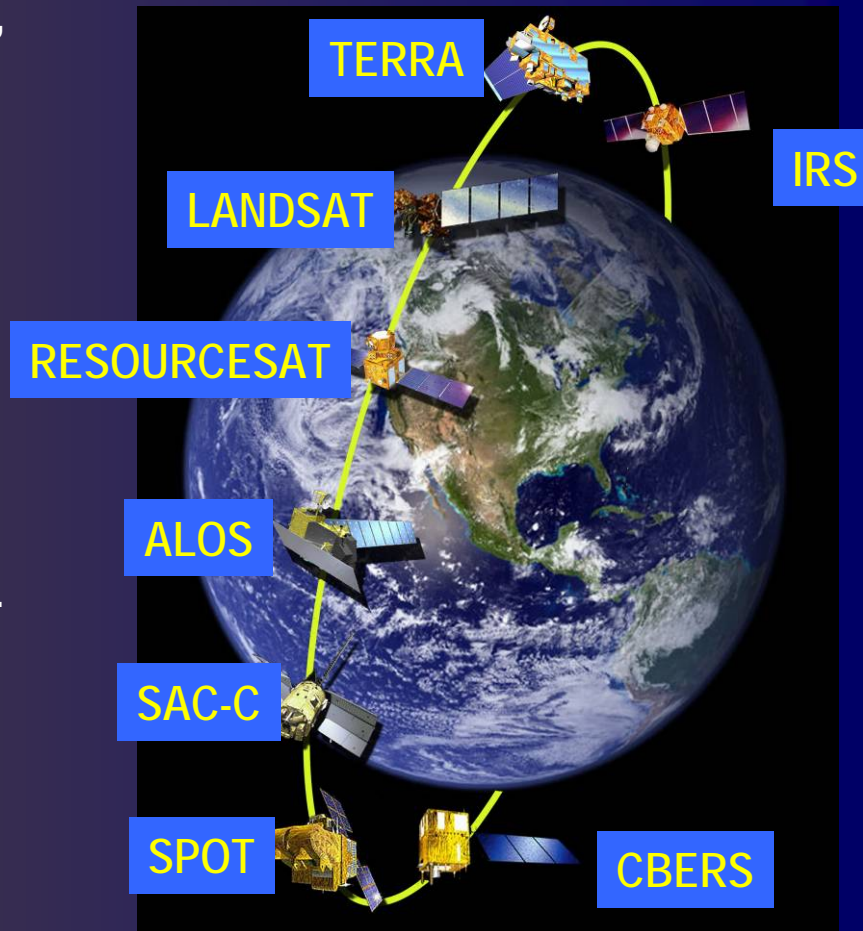 TERRA
IRS
LANDSAT
RESOURCESAT
ALOS
SAC-C
SPOT
CBERS